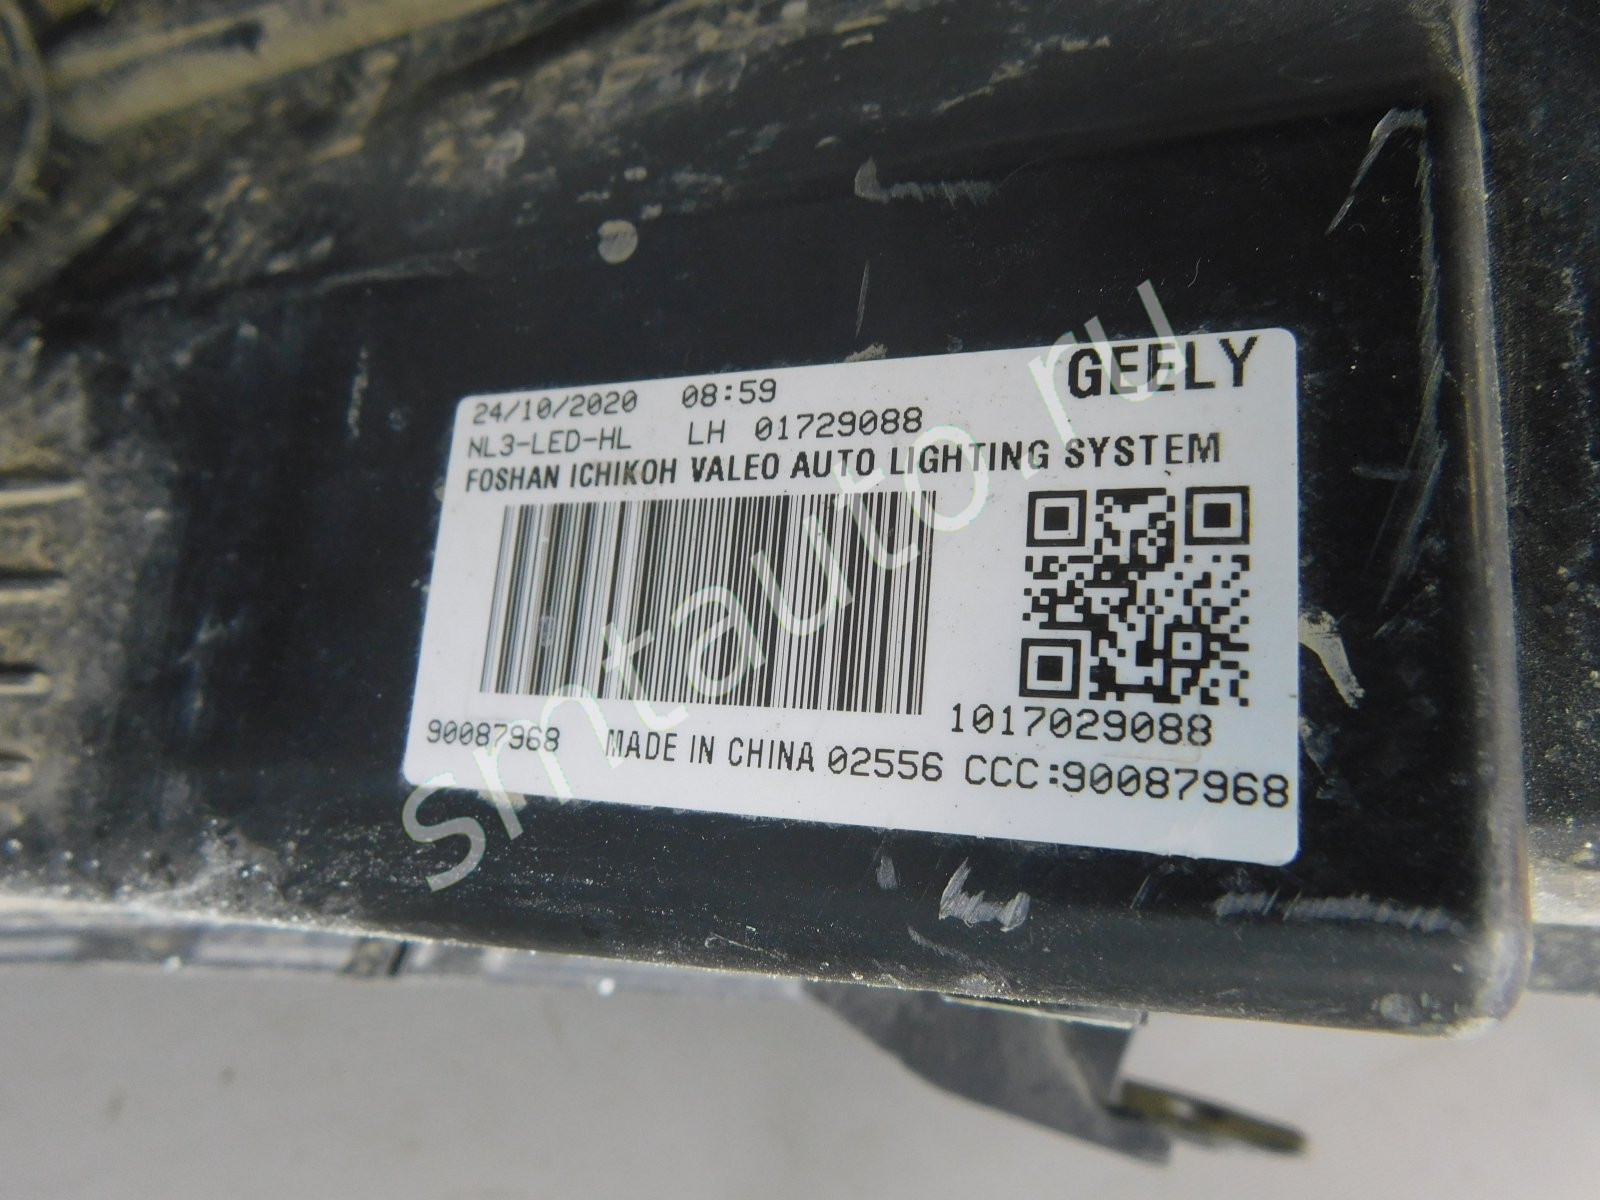 GEELY
24/10/2020 08:59
NL3-LED-HL LH 01729088
FOSHAN ICHIKOH VALEO AUTO LIGHTING SYSTEM
1017029088
90087968 MADE IN CHINA 02556 CCC:90087968
smtauto.ru